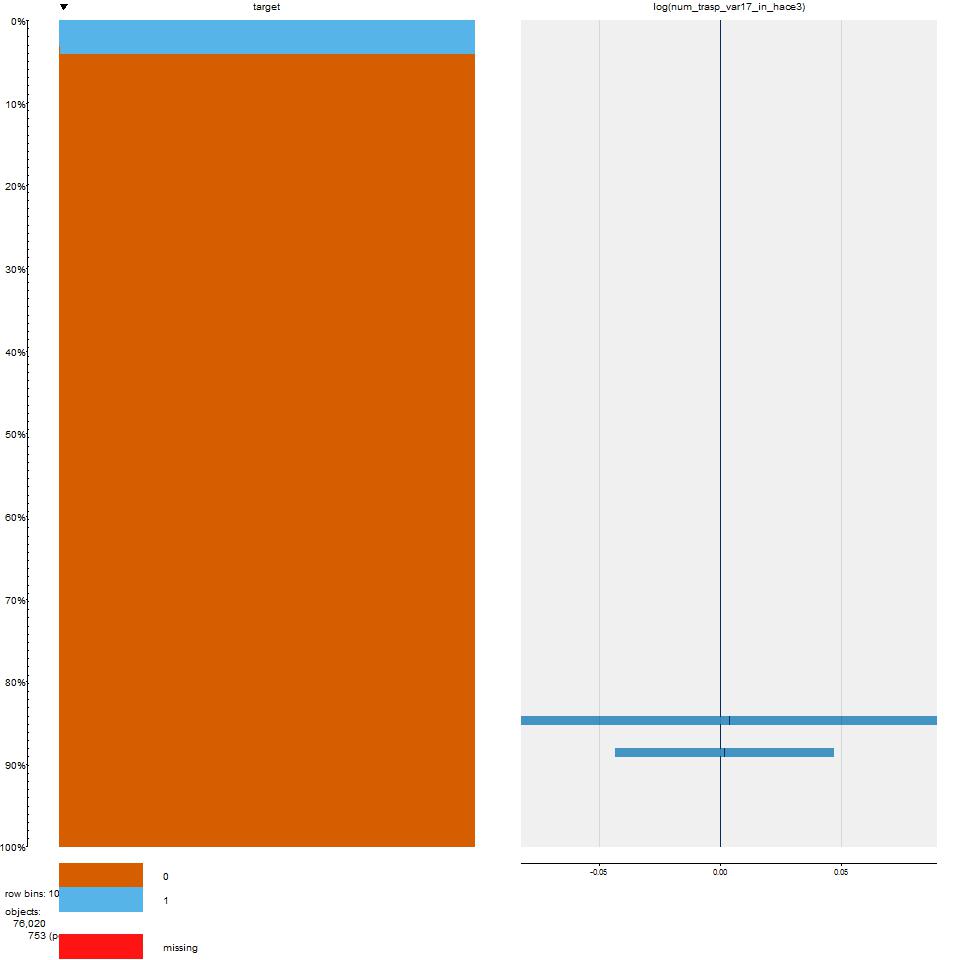 target
log(num_trasp_var17_in_hace3)
0%
10%
20%
30%
40%
50%
60%
70%
80%
90%
100%
-0.05
0.00
0.05
0
row bins: 10
1
objects:
76,020
753 (p
missing